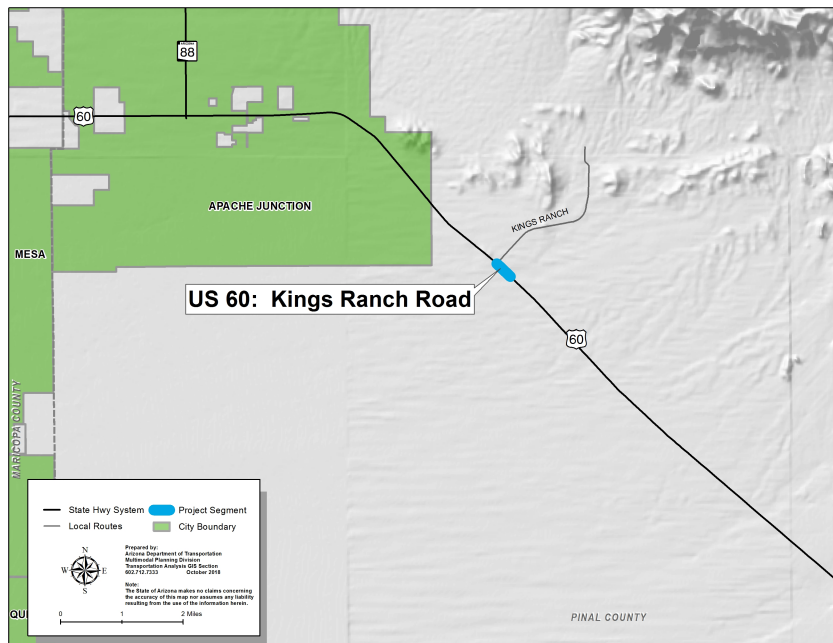 ARIZONA
88
60
APACHE JUNCTION
KINGS RANCH
MESA
US 60: Kings Ranch Road
60
MARICOPA COUNTY
State Hwy System
Project Segment
Local Routes
City Boundary
N
W
E
S
Prepared by:
Arizona Department of Transportation
Multimodal Planning Division
Transportation Analysis GIS Section
602.712.7333 October 2018
Note:
The State of Arizona makes no claims concerning
the accuracy of this map nor assumes any liability
resulting from the use of the information herein.
0 1 2 Miles
QU
PINAL COUNTY